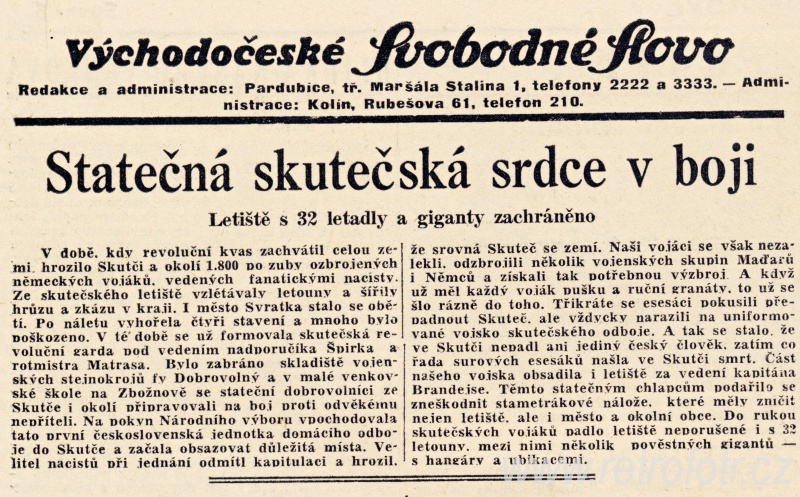 Východočeské Svobodné Slovo
Redakce a administrace: Pardubice, tř. Maršála Stalina 1, telefony 2222 a 3333. — Admi-
nistrace: Kolín, Rubešova 61, telefon 210.
Statečná skutečská srdce v boji
Letiště s 32 letadly a giganty zachráněno
V době, kdy revoluční kvas zachvátil celou ze-
mi, hrozilo Skutči a okolí 1.800 po zuby ozbrojených
německých vojáků, vedených fanatickými nacisty.
Ze skutečského letiště vzlétávaly letouny a šířily
hrůzu a zkázu v kraji. I město Svratka stalo se obě-
tí. Po náletu vyhořela čtyři stavení a mnoho bylo
poškozeno. V té době se už formovala skutečská re-
voluční garda pod vedením nadporučíka Špirka a
rotmistra Matrasa. Bylo zabráno skladiště vojen-
ských stejnokrojů fy Dobrovolný a v malé venkov-
ské škole na Zbožnově se stateční dobrovolníci ze
Skutče i okolí připravovali na boj proti odvěkému
nepříteli. Na pokyn Národního výboru vpochodovala
tato první československá jednotka domácího odbo-
je do Skutče a začala obsazovat důležitá místa. Ve-
litel nacistů při jednání odmítl kapitulaci a hrozil,
že srovná Skuteč se zemí. Naši vojáci se však neza-
lekli, odzbrojili několik vojenských skupin Maďarů
i Němců a získali tak potřebnou výzbroj. A když
už měl každý voják pušku a ruční granáty, to už se
šlo rázně do toho. Třikráte se esesáci pokusili pře-
padnout Skuteč, ale vždycky narazili na uniformo-
vané vojsko skutečského odboje. A tak se stalo, že
ve Skutči nepadl ani jediný český člověk, zatím co
řada surových esesáků našla ve Skutči smrt. Část
našeho vojska obsadila i letiště za vedení kapitána
Brandejse. Těmto statečným chlapcům podařilo se
zneškodnit stametrákové nálože, které měly zničit
nejen letiště, ale i město a okolní obce. Do rukou
skutečských vojáků padlo letiště neporušené i s 32
letouny, mezi nimi několik pověstných gigantů —
s hangáry a ubikacemi.
www.retrofotr.cz